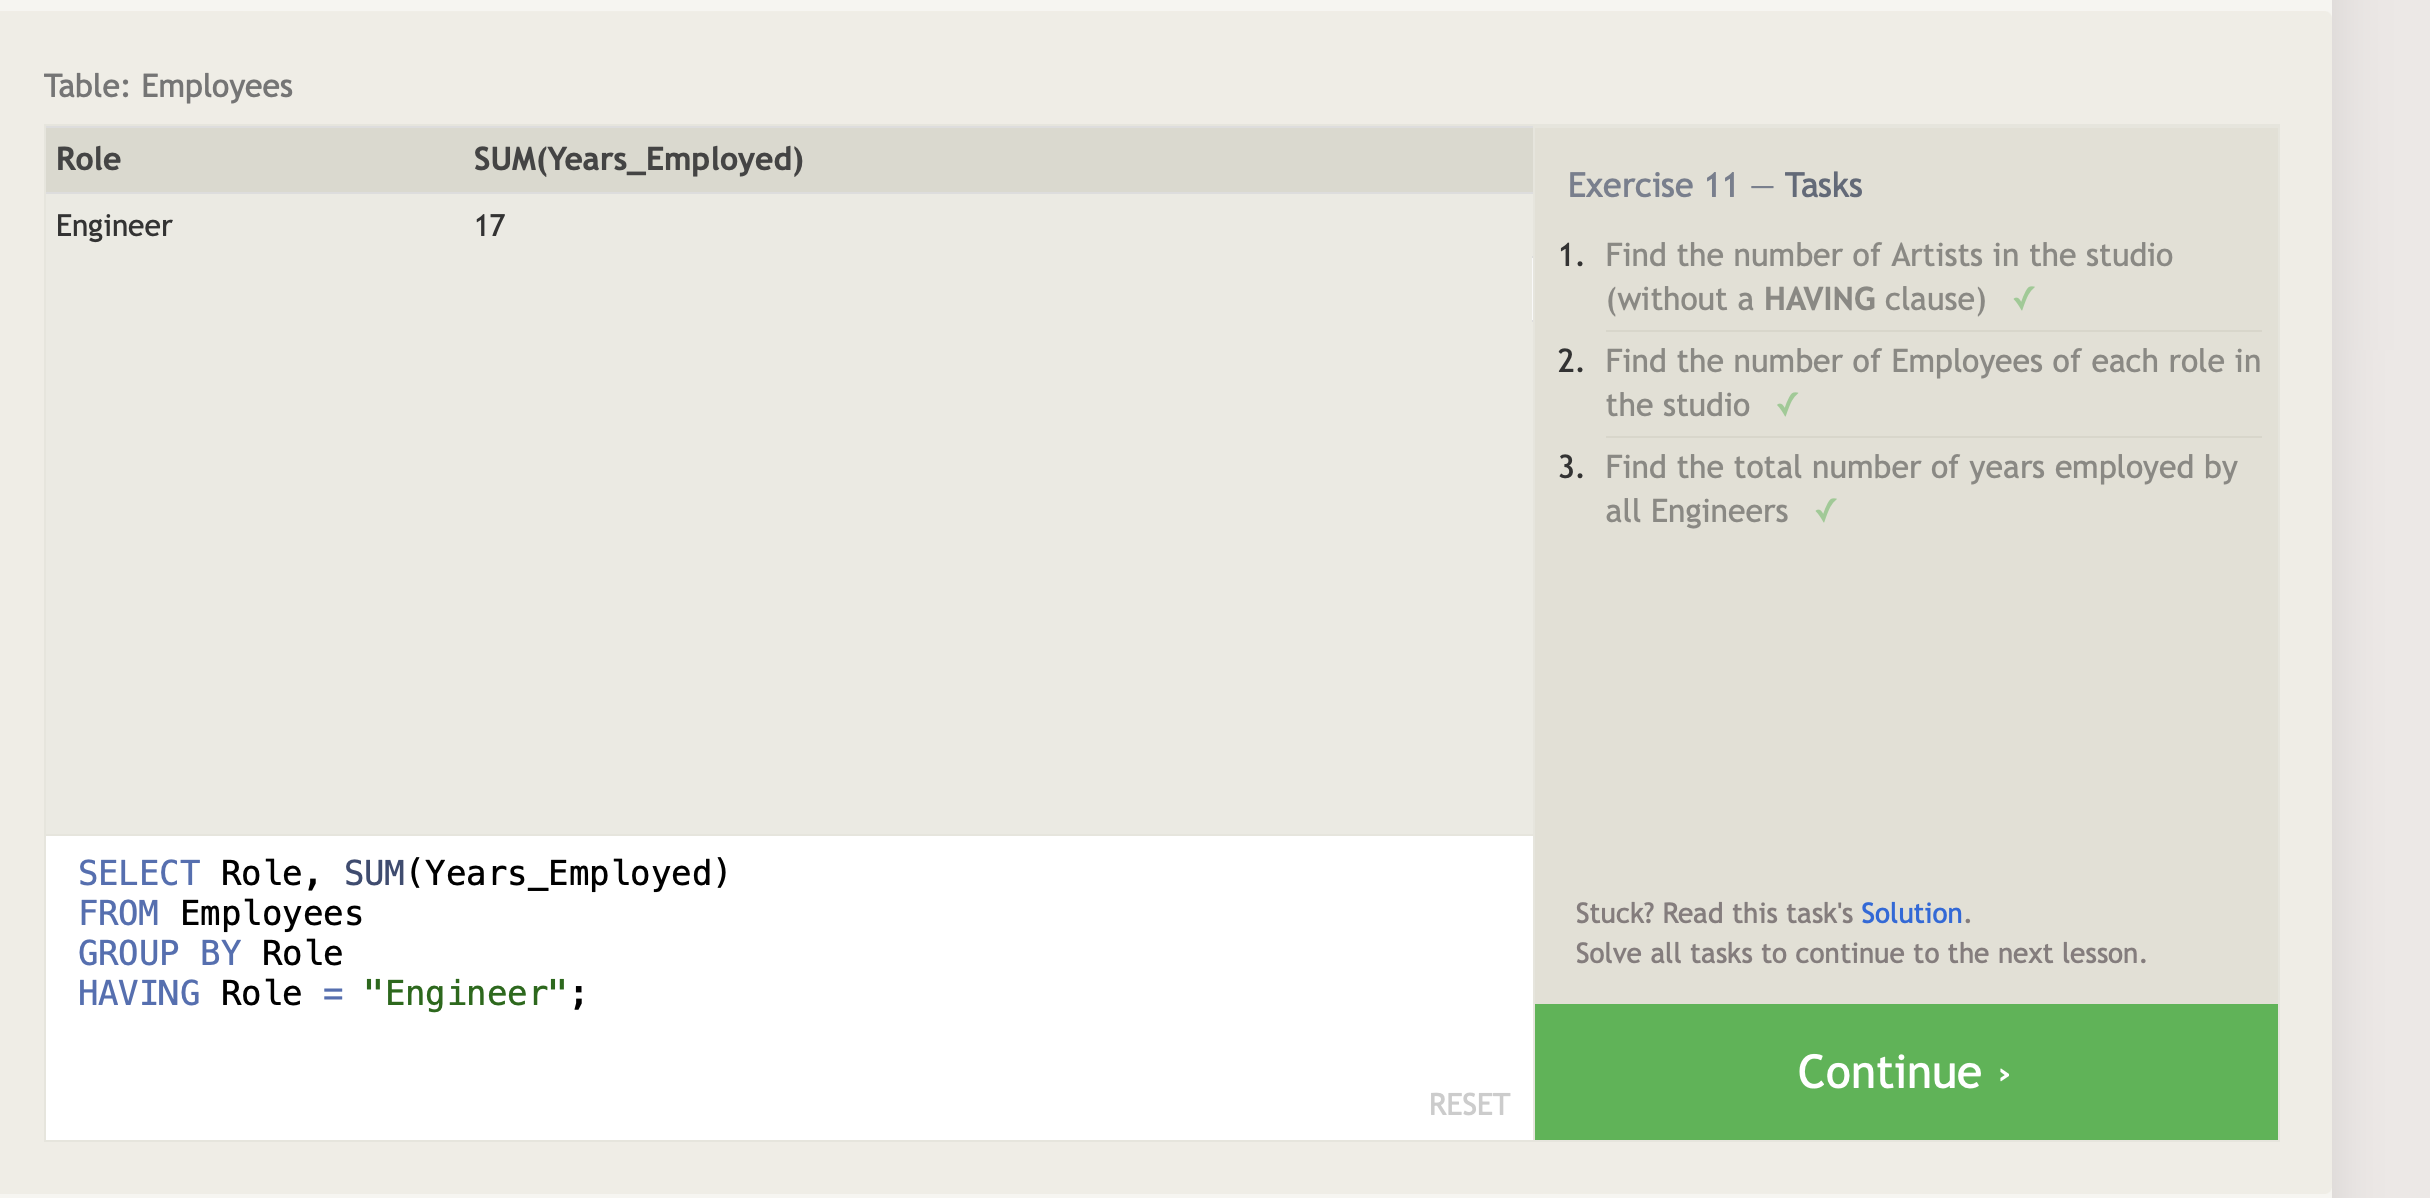 Table: Employees
Role SUM(Years_Employed)
Engineer 17
SELECT Role, SUM(Years_Employed)
FROM Employees
GROUP BY Role
HAVING Role = "Engineer";
RESET
Exercise 11 — Tasks
1. Find the number of Artists in the studio
(without a HAVING clause) ✓
2. Find the number of Employees of each role in
the studio ✓
3. Find the total number of years employed by
all Engineers ✓
Stuck? Read this task's Solution.
Solve all tasks to continue to the next lesson.
Continue ›